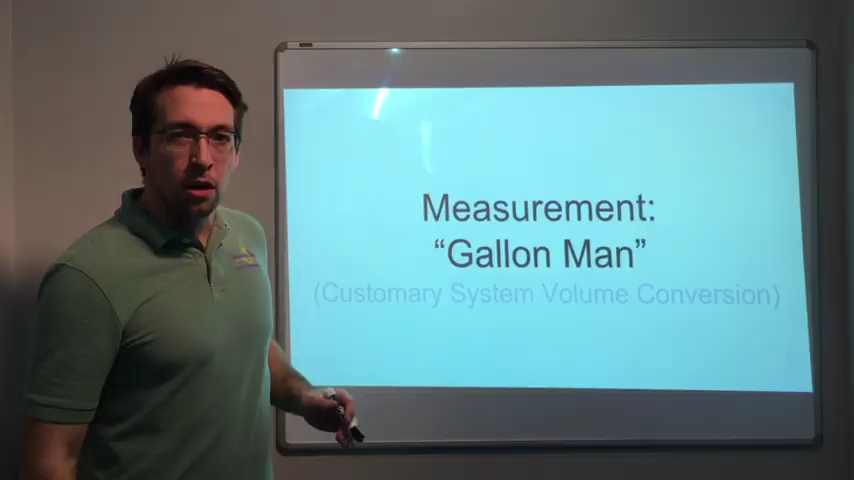 Measurement:
“Gallon Man”
(Customary System Volume Conversion)